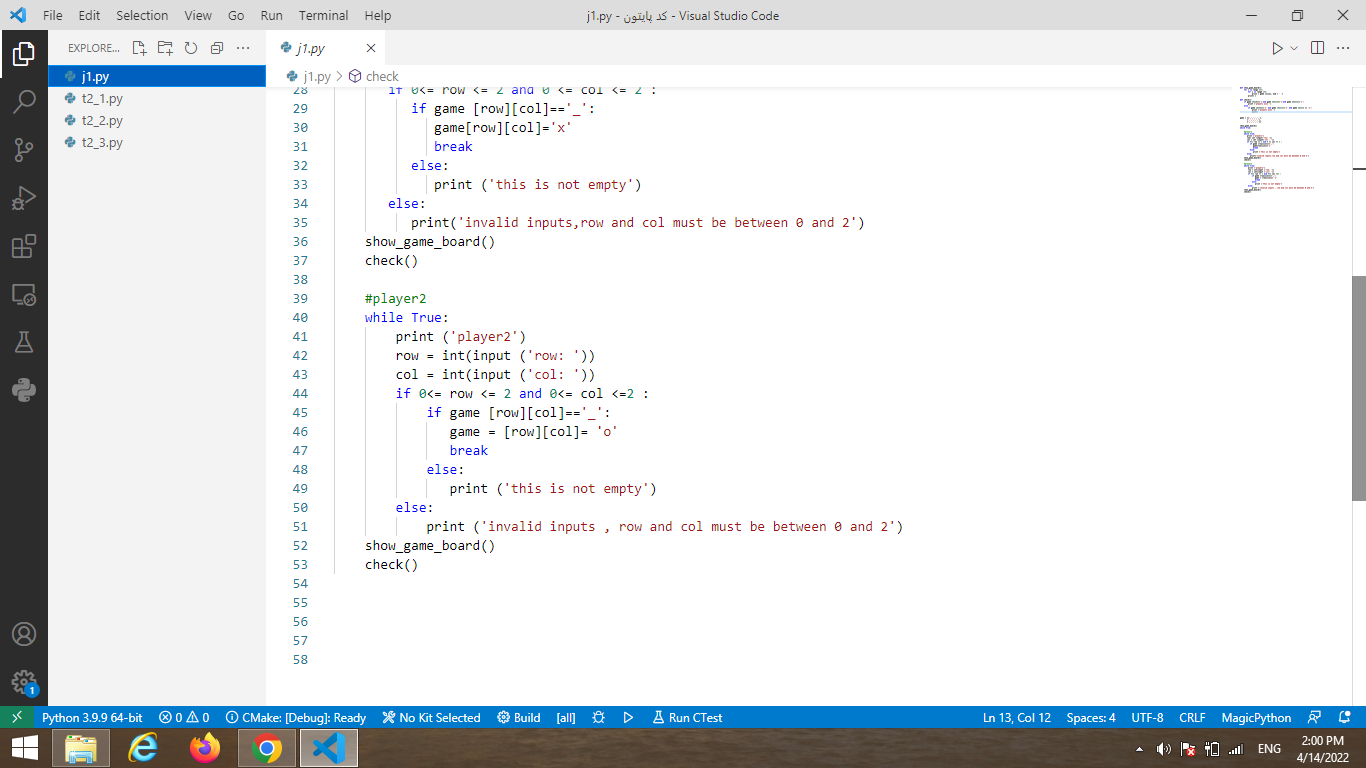 File Edit Selection View Go Run Terminal Help
j1.py - کد پایتون - Visual Studio Code
EXPLORE...
j1.py
t2_1.py
t2_2.py
t2_3.py
j1.py
j1.py > check
28 if 0<= row <= 2 and 0 <= col <= 2 :
29 if game [row][col]=='_':
30 game[row][col]='x'
31 break
32 else:
33 print ('this is not empty')
34 else:
35 print('invalid inputs,row and col must be between 0 and 2')
36 show_game_board()
37 check()
38
39 #player2
40 while True:
41 print ('player2')
42 row = int(input ('row: '))
43 col = int(input ('col: '))
44 if 0<= row <= 2 and 0<= col <=2 :
45 if game [row][col]=='_':
46 game = [row][col]= 'o'
47 break
48 else:
49 print ('this is not empty')
50 else:
51 print ('invalid inputs , row and col must be between 0 and 2')
52 show_game_board()
53 check()
54
55
56
57
58
1
Python 3.9.9 64-bit 0 0 CMake: [Debug]: Ready No Kit Selected Build [all] Run CTest Ln 13, Col 12 Spaces: 4 UTF-8 CRLF MagicPython
ENG
2:00 PM
4/14/2022